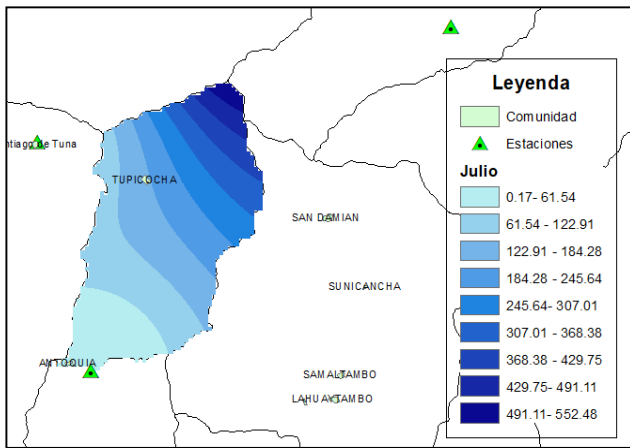 Leyenda
Comunidad
Estaciones
Julio
0.17- 61.54
61.54 - 122.91
122.91 - 184.28
184.28 - 245.64
245.64- 307.01
307.01 - 368.38
368.38 - 429.75
429.75- 491.11
491.11- 552.48
ntiago de Tuna
TUPICOCHA
SAN DAMIAN
SUNICANCHA
ANTOQUIA
SAMALTAMBO
LAHUAYTAMBO